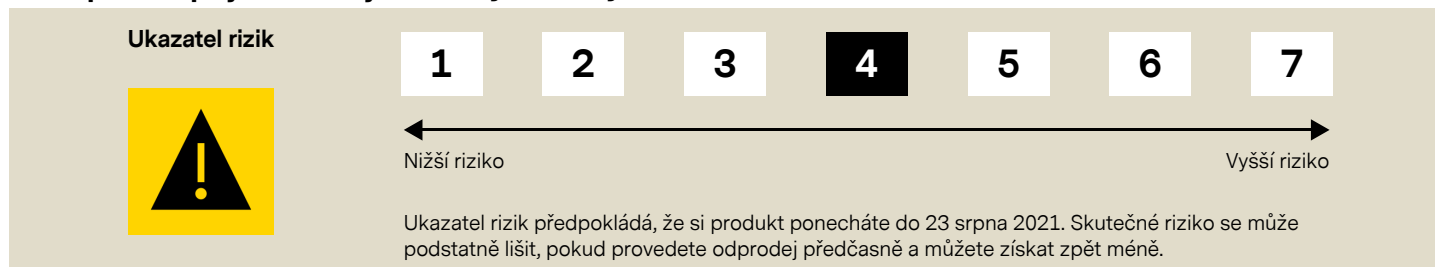 Ukazatel rizik
1 2 3 4 5 6 7
Nižší riziko Vyšší riziko
Ukazatel rizik předpokládá, že si produkt ponecháte do 23 srpna 2021. Skutečné riziko se může
podstatně lišit, pokud provedete odprodej předčasně a můžete získat zpět méně.